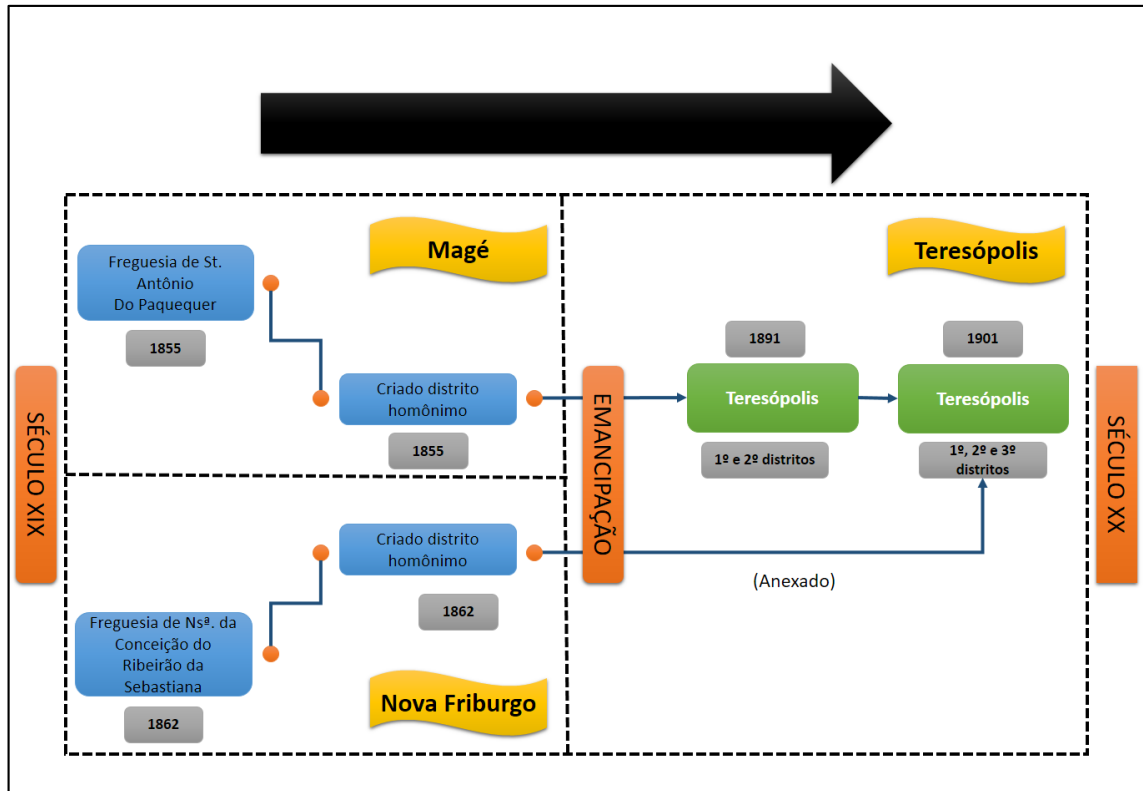 Magé
Teresópolis
Freguesia de St.
Antônio
Do Paquequer
1855
Criado distrito
homônimo
1855
1891
1901
Teresópolis
Teresópolis
1º e 2º distritos
1º, 2º e 3º
distritos
SÉCULO XIX
EMANCIPAÇÃO
SÉCULO XX
Criado distrito
homônimo
1862
(Anexado)
Freguesia de Nsª. da
Conceição do
Ribeirão da
Sebastiana
1862
Nova Friburgo